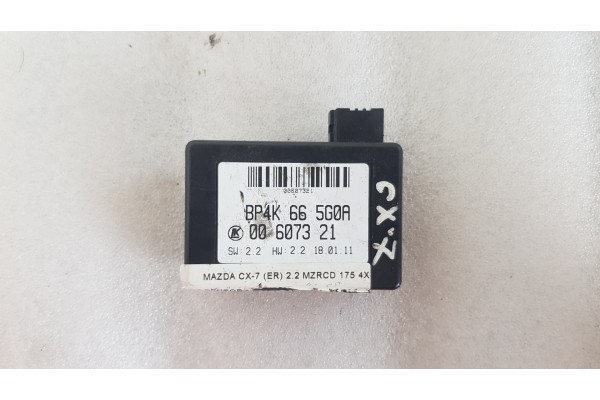 00607321
BP4K 66 5G0A
00 6073 21
SW: 2.2 HW: 2.2 18.01.11
MAZDA CX-7 (ER) 2.2 MZRCD 175 4X
CX-7